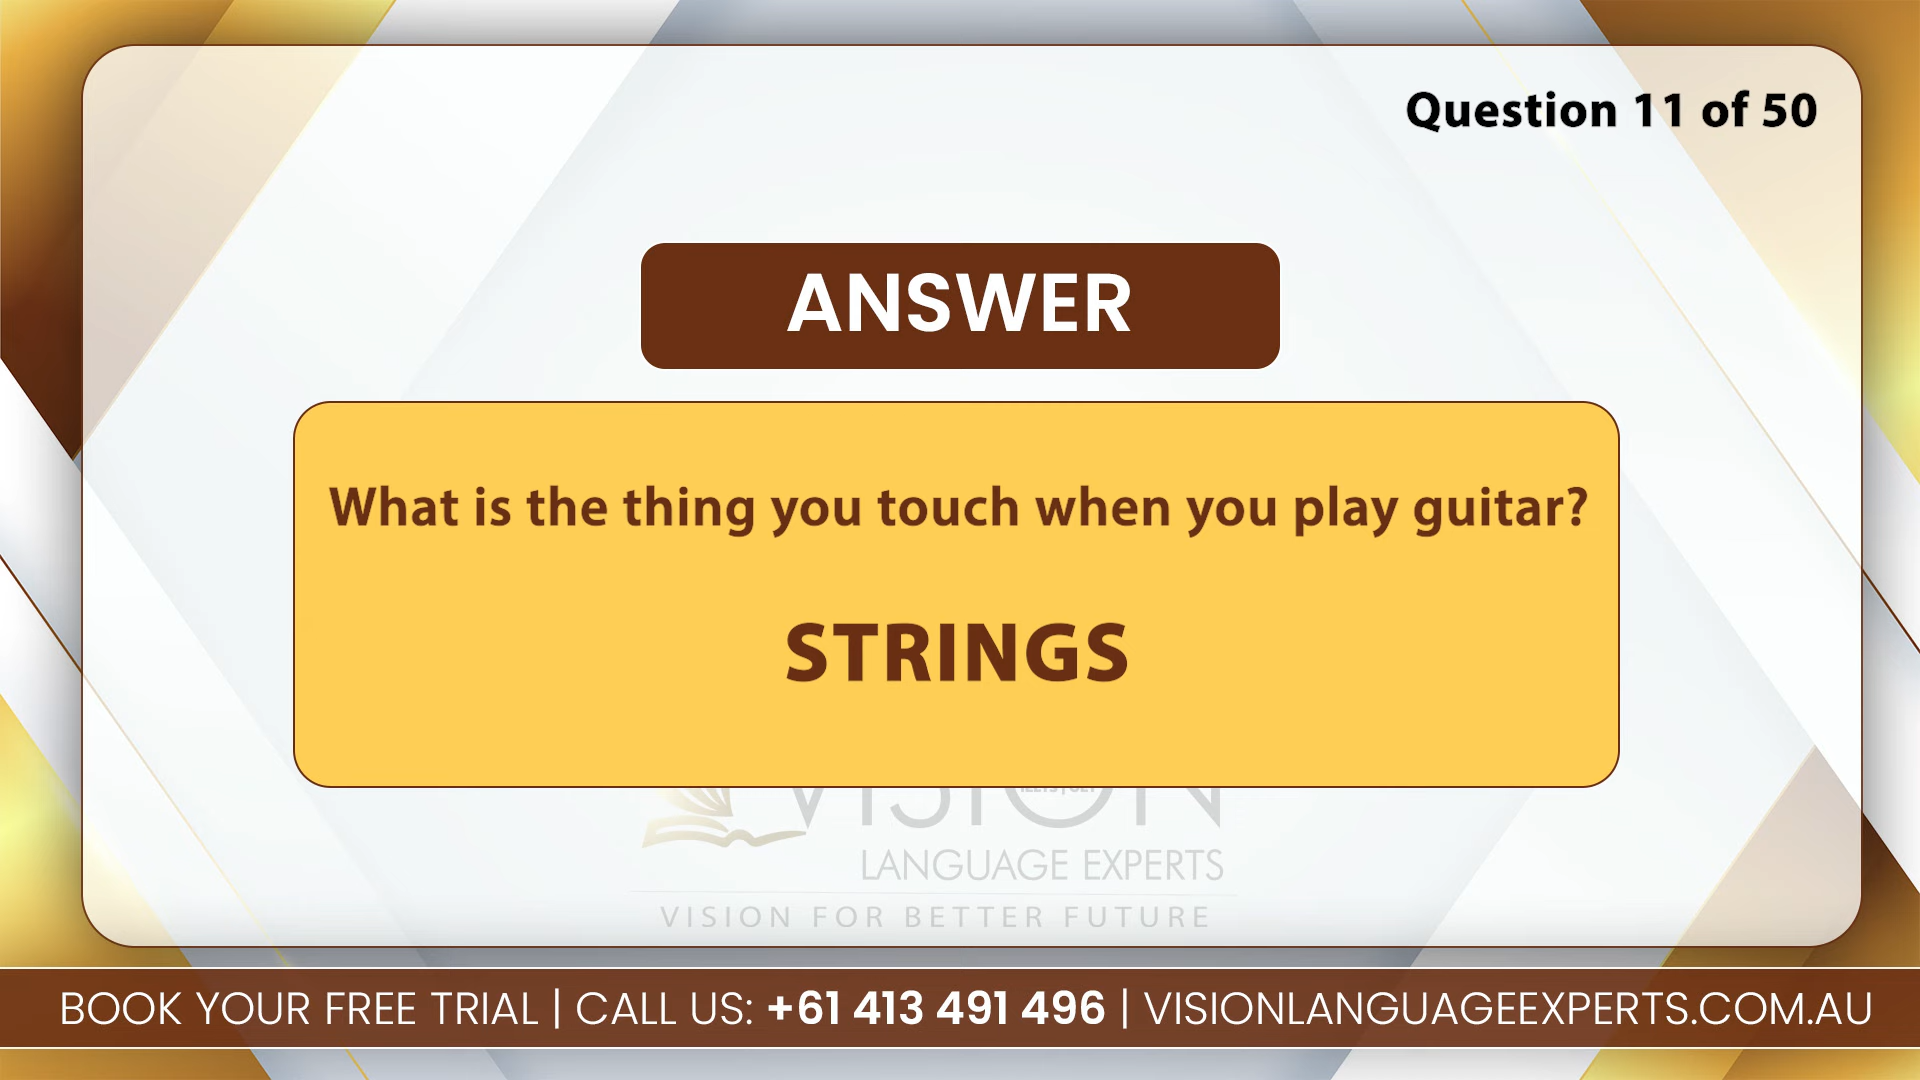 Question 11 of 50
ANSWER
What is the thing you touch when you play guitar?
STRINGS
VISION
LANGUAGE EXPERTS
VISION FOR BETTER FUTURE
BOOK YOUR FREE TRIAL | CALL US: +61 413 491 496 | VISIONLANGUAGEEXPERTS.COM.AU